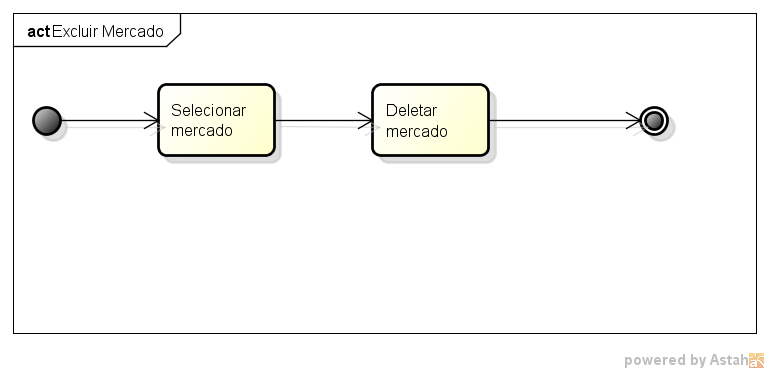 act Excluir Mercado
Selecionar
mercado
Deletar
mercado
powered by Astah